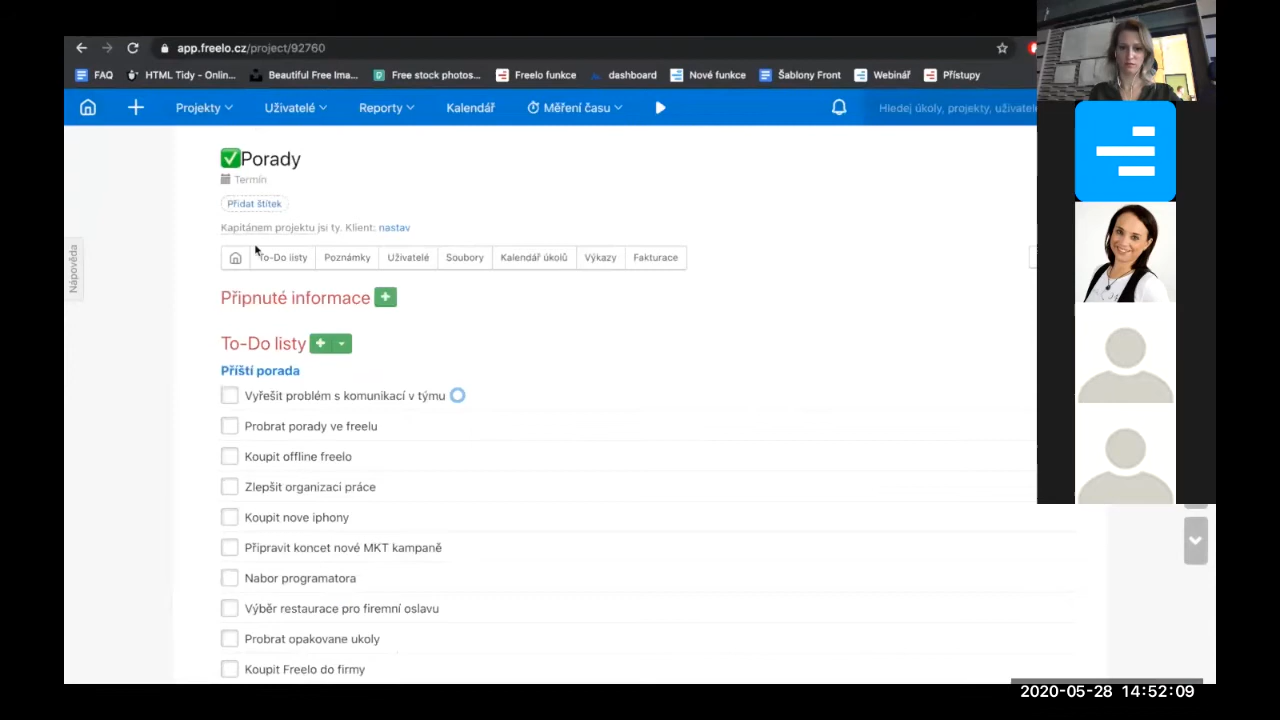 app.freelo.cz/project/92760
FAQ HTML Tidy - Onlin... Beautiful Free Ima... Free stock photos... Freelo funkce dashboard Nové funkce Šablony Front Webinář Přístupy
Projekty Uživatelé Reporty Kalendář Měření času Hledej úkoly, projekty, uživatele
✅Porady
Termín
Přidat štítek
Kapitánem projektu jsi ty. Klient: nastav
To-Do listy Poznámky Uživatelé Soubory Kalendář úkolů Výkazy Fakturace
Nápověda
Připnuté informace +
To-Do listy +
Příští porada
Vyřešit problém s komunikací v týmu
Probrat porady ve freelu
Koupit offline freelo
Zlepšit organizaci práce
Koupit nove iphony
Připravit koncet nové MKT kampaně
Nabor programatora
Výběr restaurace pro firemní oslavu
Probrat opakovane ukoly
Koupit Freelo do firmy
2020-05-28 14:52:09